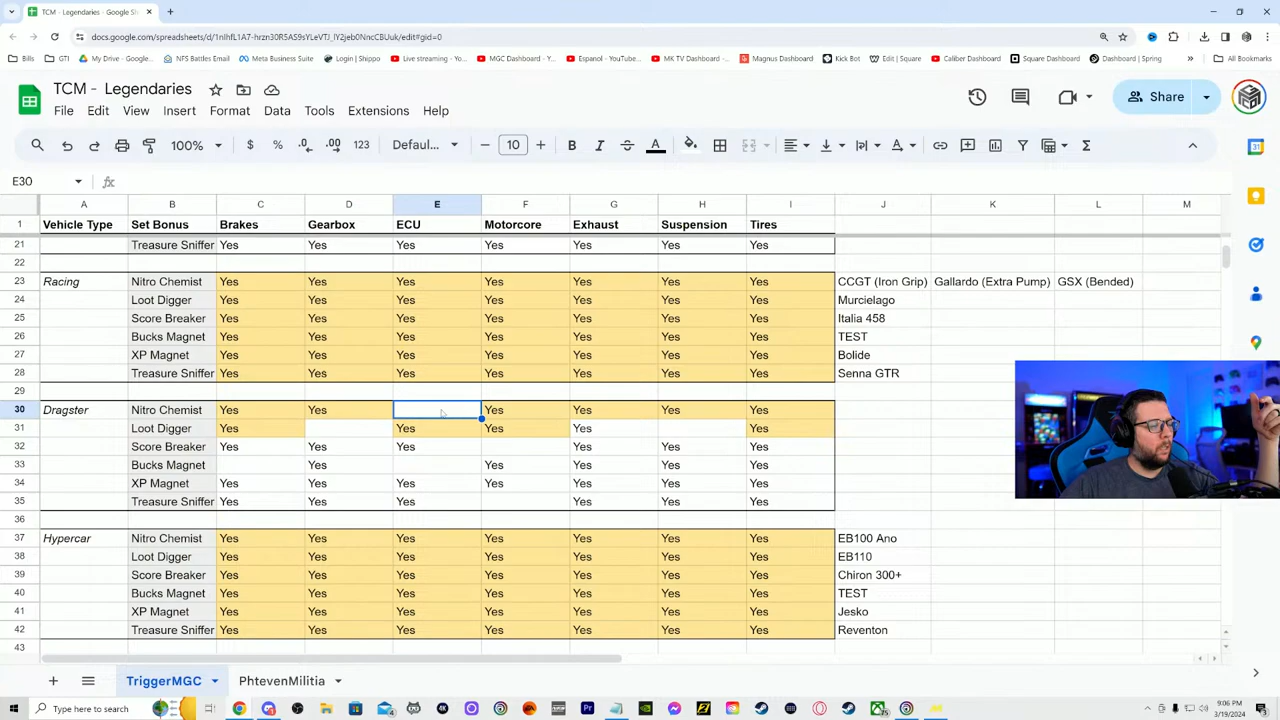 TCM - Legendaries - Google Sh
docs.google.com/spreadsheets/d/1nlhfL1A7-hrzn30R5AS9sYLeVTJ_lY2jeb0NncCBUuk/edit#gid=0
Bills GTI My Drive - Google... NFS Battles Email Meta Business Suite Login | Shippo Live streaming - Yo... MGC Dashboard - Y... Espanol - YouTube... MK TV Dashboard -... Magnus Dashboard Kick Bot Edit | Square Caliber Dashboard Square Dashboard Dashboard | Spring All Bookmarks
TCM - Legendaries
File Edit View Insert Format Data Tools Extensions Help
Share
100% $ % .0 .00 123 Defaul... 10 B I A
E30 fx
A B C D E F G H I J K L M
1 Vehicle Type Set Bonus Brakes Gearbox ECU Motorcore Exhaust Suspension Tires
21 Treasure Sniffer Yes Yes Yes Yes Yes Yes Yes
22
23 Racing Nitro Chemist Yes Yes Yes Yes Yes Yes Yes CCGT (Iron Grip) Gallardo (Extra Pump) GSX (Bended)
24 Loot Digger Yes Yes Yes Yes Yes Yes Yes Murcielago
25 Score Breaker Yes Yes Yes Yes Yes Yes Yes Italia 458
26 Bucks Magnet Yes Yes Yes Yes Yes Yes Yes TEST
27 XP Magnet Yes Yes Yes Yes Yes Yes Yes Bolide
28 Treasure Sniffer Yes Yes Yes Yes Yes Yes Yes Senna GTR
29
30 Dragster Nitro Chemist Yes Yes Yes Yes Yes Yes
31 Loot Digger Yes Yes Yes Yes Yes
32 Score Breaker Yes Yes Yes Yes Yes Yes
33 Bucks Magnet Yes Yes Yes Yes Yes
34 XP Magnet Yes Yes Yes Yes Yes Yes Yes
35 Treasure Sniffer Yes Yes Yes Yes Yes Yes
36
37 Hypercar Nitro Chemist Yes Yes Yes Yes Yes Yes Yes EB100 Ano
38 Loot Digger Yes Yes Yes Yes Yes Yes Yes EB110
39 Score Breaker Yes Yes Yes Yes Yes Yes Yes Chiron 300+
40 Bucks Magnet Yes Yes Yes Yes Yes Yes Yes TEST
41 XP Magnet Yes Yes Yes Yes Yes Yes Yes Jesko
42 Treasure Sniffer Yes Yes Yes Yes Yes Yes Yes Reventon
43
TriggerMGC PhtevenMilitia
Type here to search
9:06 PM
3/19/2024